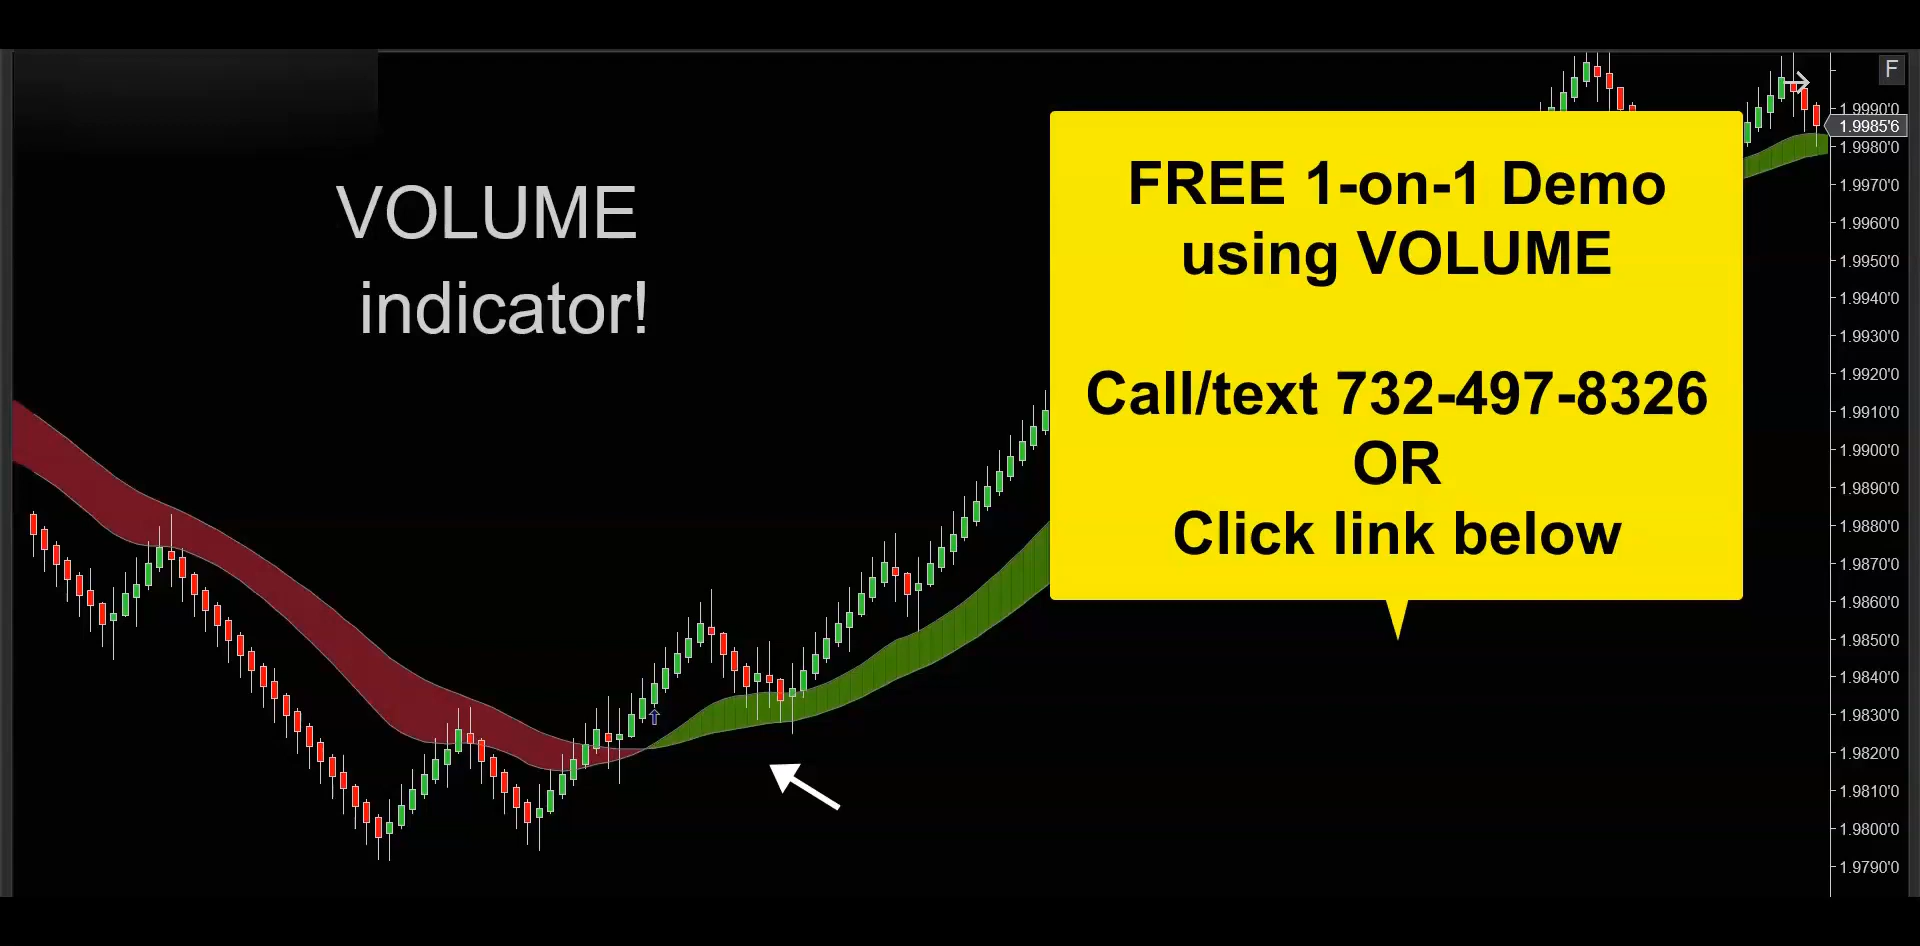 VOLUME
indicator!
FREE 1-on-1 Demo
using VOLUME
Call/text 732-497-8326
OR
Click link below
F
1.9990'0
1.9985'6
1.9980'0
1.9970'0
1.9960'0
1.9950'0
1.9940'0
1.9930'0
1.9920'0
1.9910'0
1.9900'0
1.9890'0
1.9880'0
1.9870'0
1.9860'0
1.9850'0
1.9840'0
1.9830'0
1.9820'0
1.9810'0
1.9800'0
1.9790'0